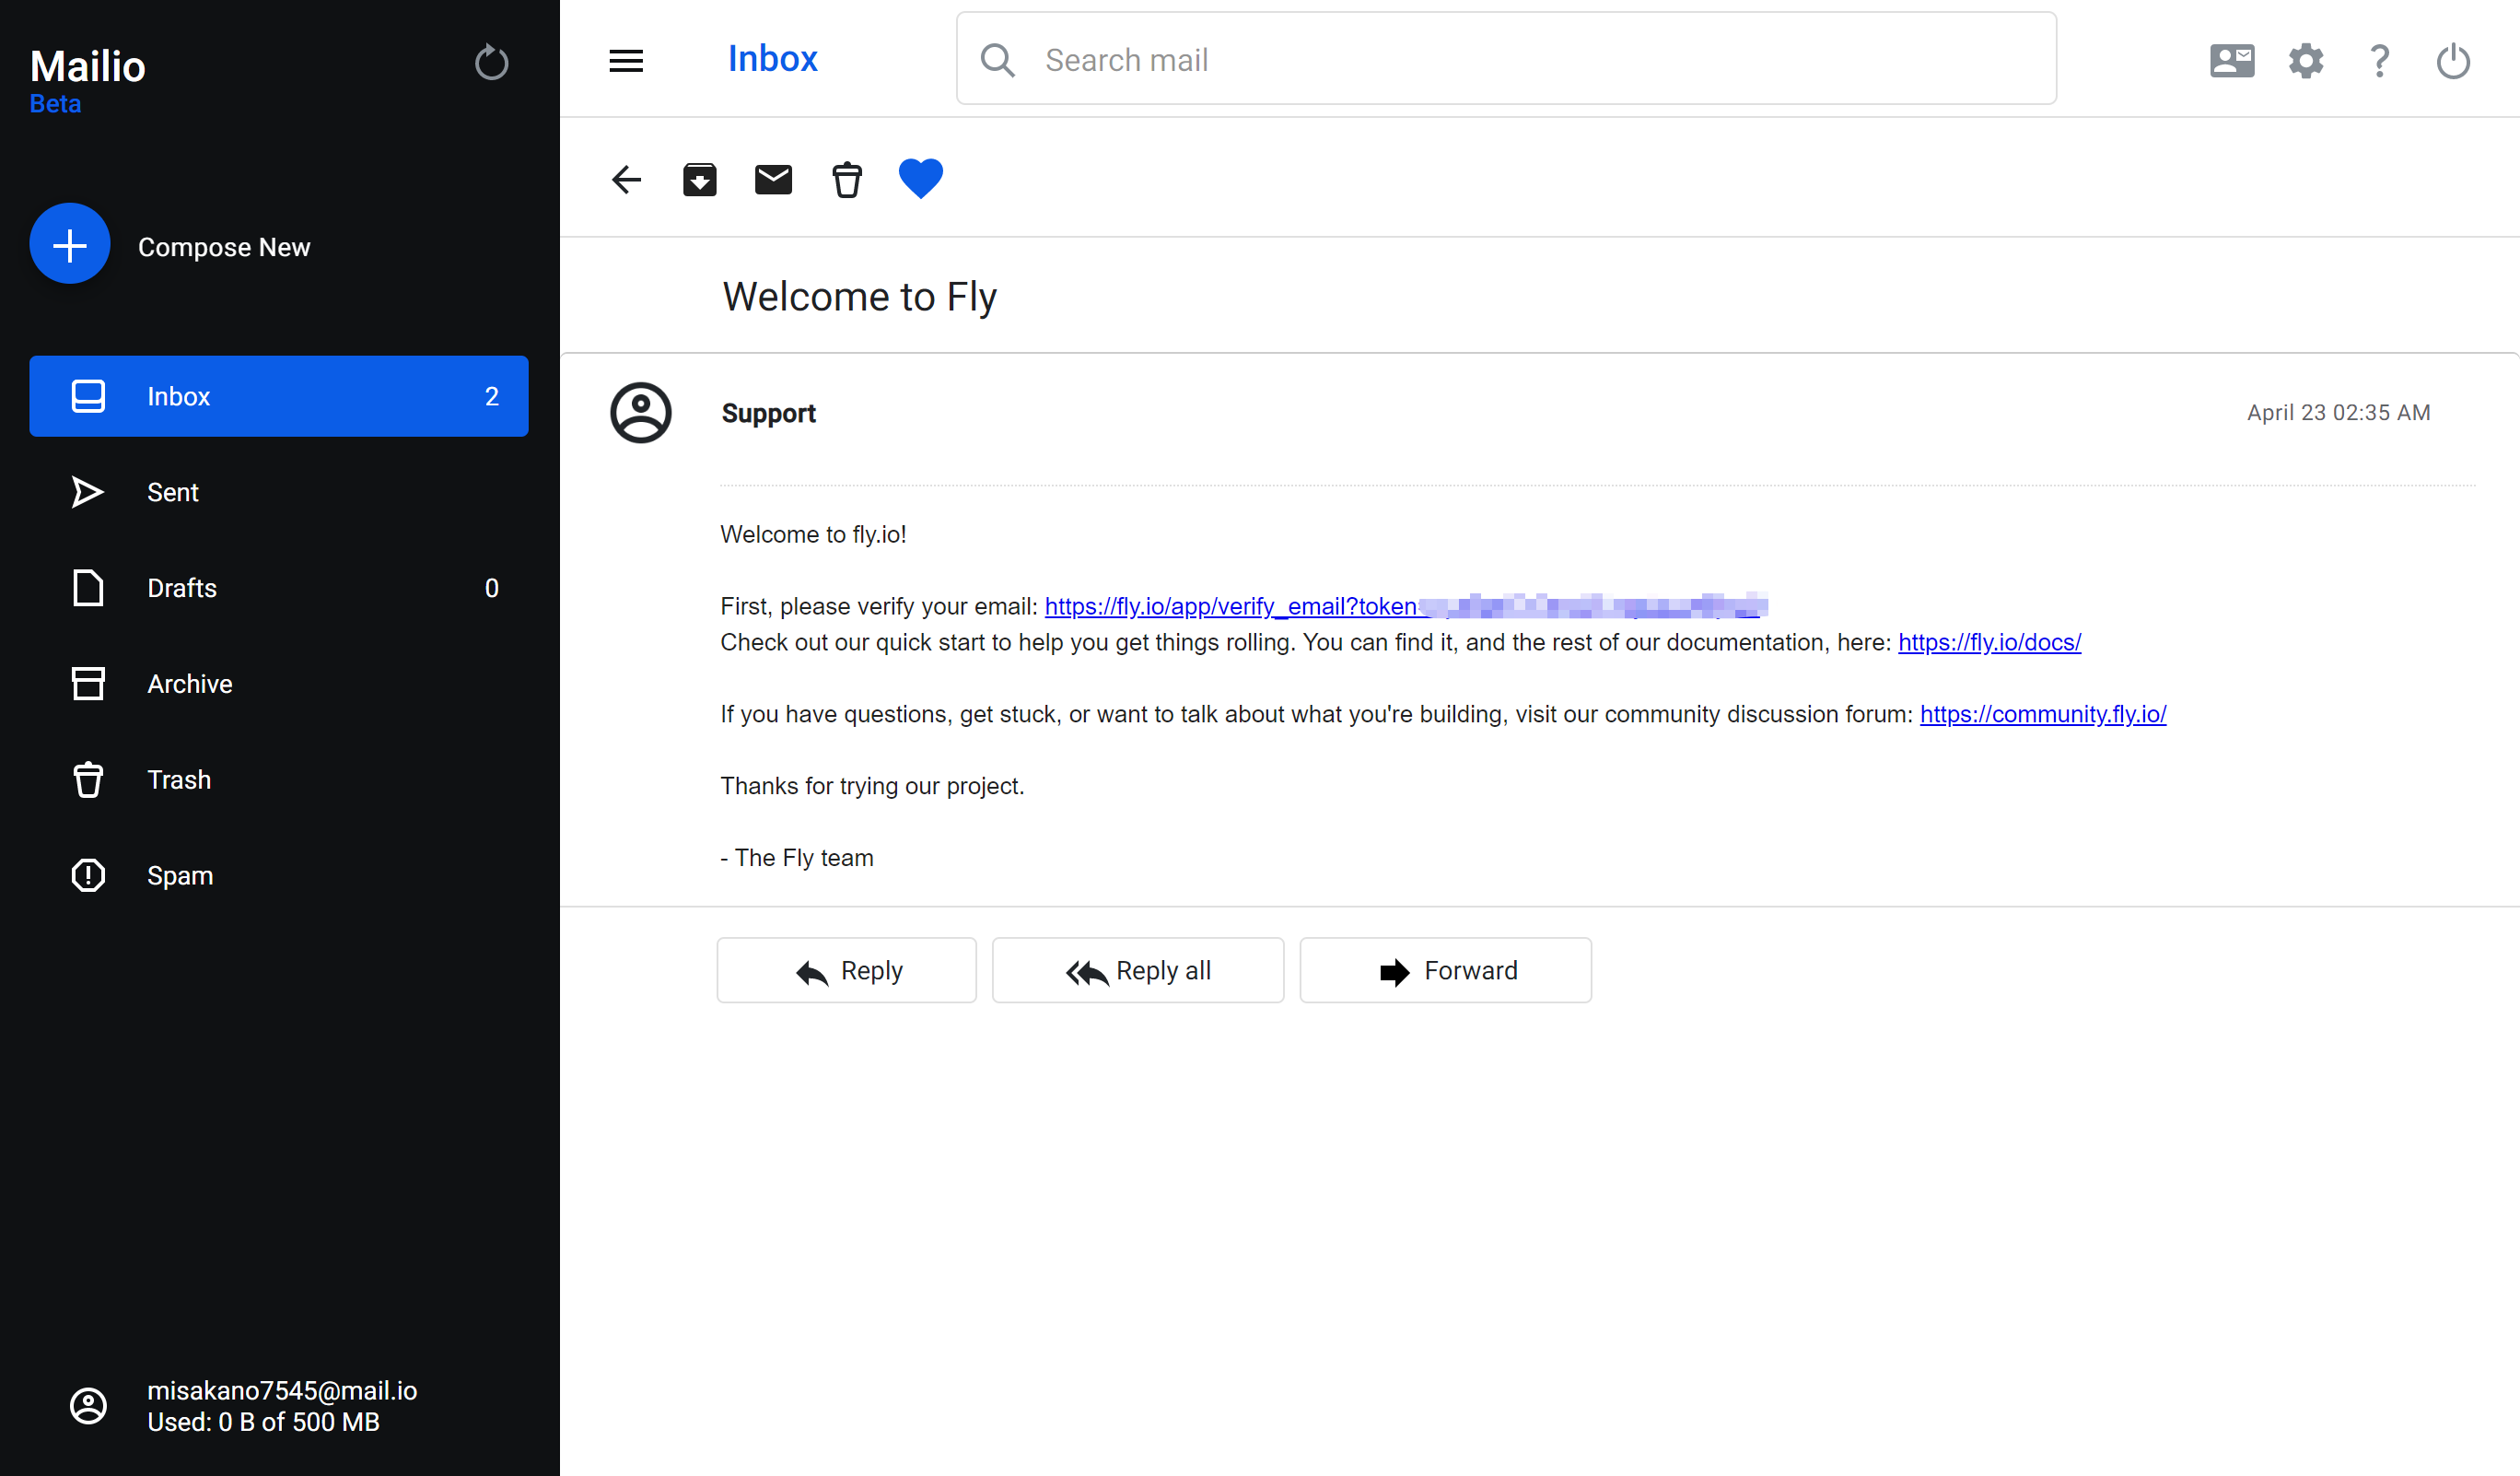 Mailio
Beta
Compose New
Inbox 2
Sent
Drafts 0
Archive
Trash
Spam
misakano7545@mail.io
Used: 0 B of 500 MB
Inbox
Search mail
Welcome to Fly
Support
April 23 02:35 AM
Welcome to fly.io!
First, please verify your email: https://fly.io/app/verify_email?token
Check out our quick start to help you get things rolling. You can find it, and the rest of our documentation, here: https://fly.io/docs/
If you have questions, get stuck, or want to talk about what you're building, visit our community discussion forum: https://community.fly.io/
Thanks for trying our project.
- The Fly team
Reply
Reply all
Forward